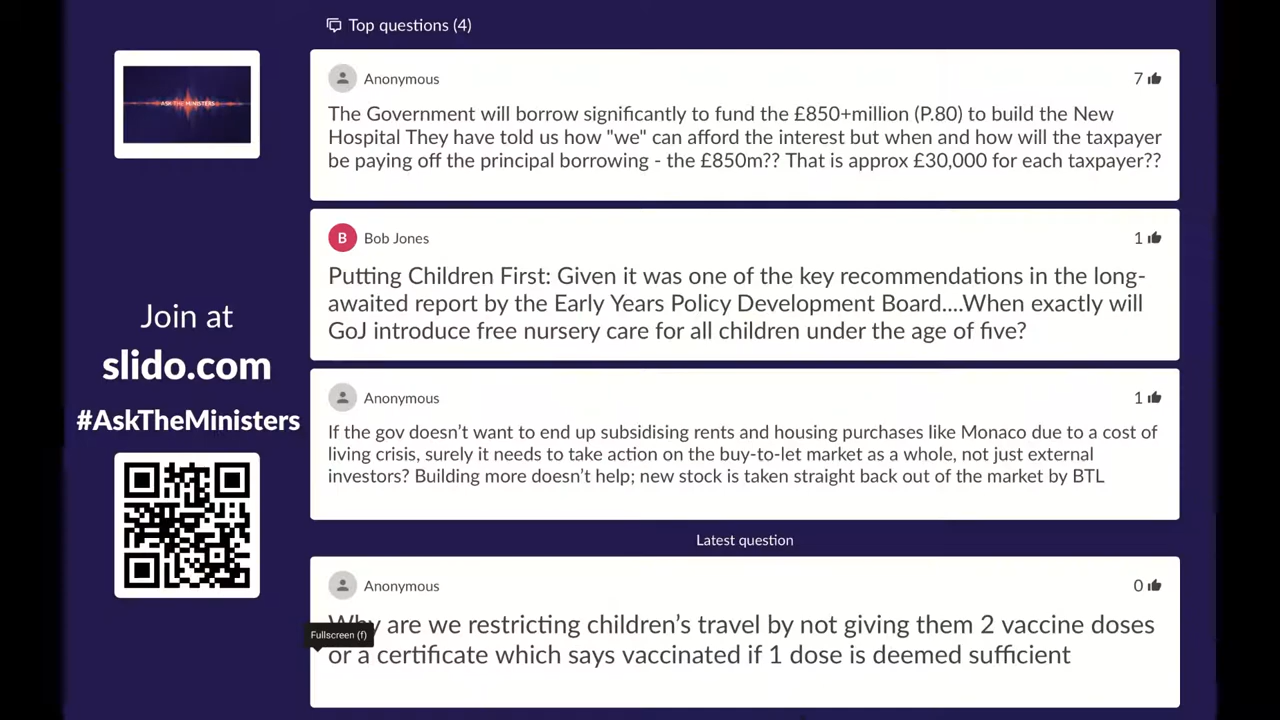 Top questions (4)
Anonymous
7
The Government will borrow significantly to fund the £850+million (P.80) to build the New
Hospital They have told us how "we" can afford the interest but when and how will the taxpayer
be paying off the principal borrowing - the £850m?? That is approx £30,000 for each taxpayer??
ASK THE MINISTERS
B
Bob Jones
1
Putting Children First: Given it was one of the key recommendations in the long-
awaited report by the Early Years Policy Development Board....When exactly will
GoJ introduce free nursery care for all children under the age of five?
Join at
slido.com
#AskTheMinisters
Anonymous
1
If the gov doesn’t want to end up subsidising rents and housing purchases like Monaco due to a cost of
living crisis, surely it needs to take action on the buy-to-let market as a whole, not just external
investors? Building more doesn’t help; new stock is taken straight back out of the market by BTL
Latest question
Anonymous
0
Why are we restricting children’s travel by not giving them 2 vaccine doses
or a certificate which says vaccinated if 1 dose is deemed sufficient
Fullscreen (f)